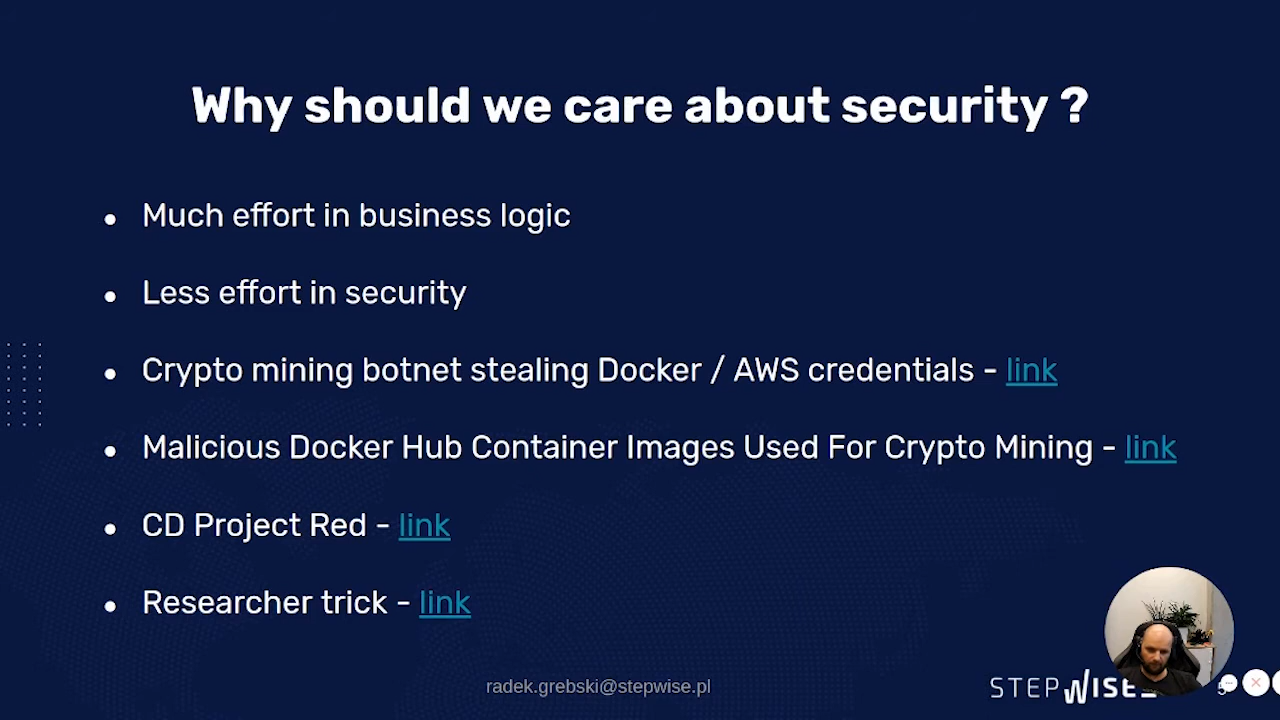 Why should we care about security ?
● Much effort in business logic
● Less effort in security
● Crypto mining botnet stealing Docker / AWS credentials - link
● Malicious Docker Hub Container Images Used For Crypto Mining - link
● CD Project Red - link
● Researcher trick - link
radek.grebski@stepwise.pl
STEPWISE
5